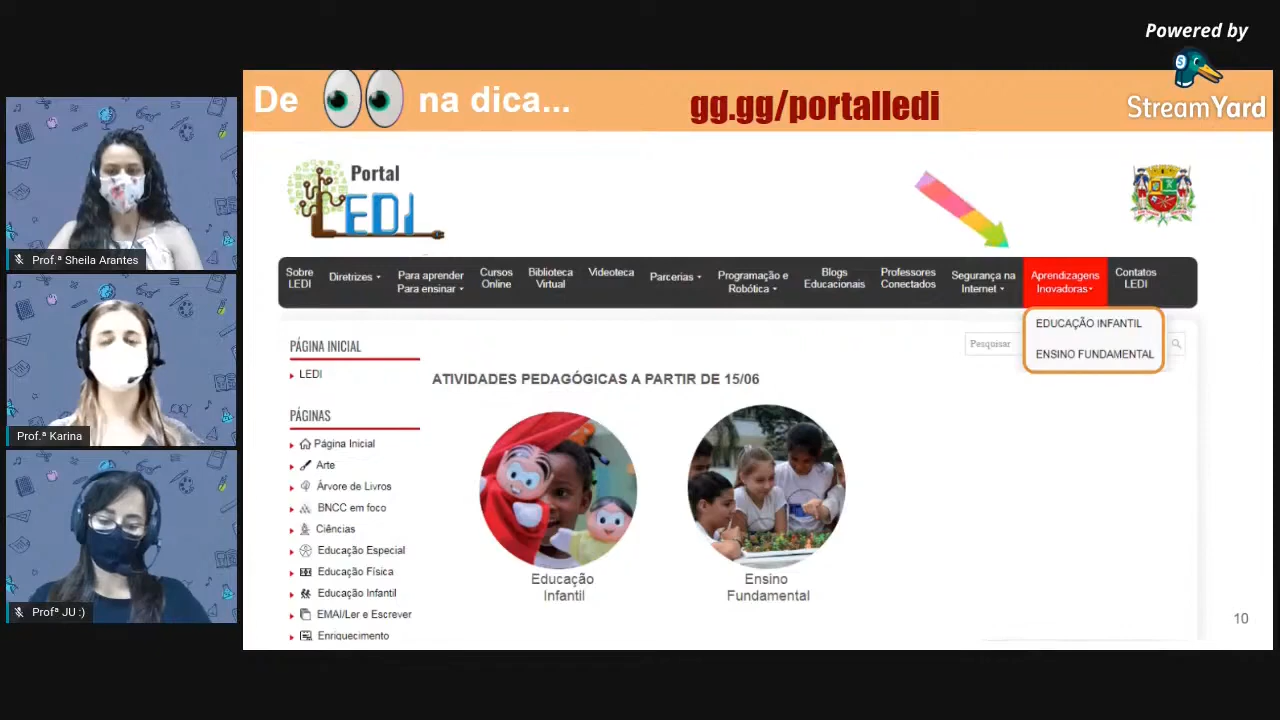 Powered by
StreamYard
De na dica...
gg.gg/portalledi
Portal
LEDI
Sobre
LEDI
Diretrizes
Para aprender
Para ensinar
Cursos
Online
Biblioteca
Virtual
Videoteca
Parcerias
Programação e
Robótica
Blogs
Educacionais
Professores
Conectados
Segurança na
Internet
Aprendizagens
Inovadoras
Contatos
LEDI
EDUCAÇÃO INFANTIL
ENSINO FUNDAMENTAL
Pesquisar
PÁGINA INICIAL
LEDI
PÁGINAS
Página Inicial
Arte
Árvore de Livros
BNCC em foco
Ciências
Educação Especial
Educação Física
Educação Infantil
EMAI/Ler e Escrever
Enriquecimento
ATIVIDADES PEDAGÓGICAS A PARTIR DE 15/06
Educação
Infantil
Ensino
Fundamental
10
Prof.ª Sheila Arantes
Prof.ª Karina
Profª JU :)